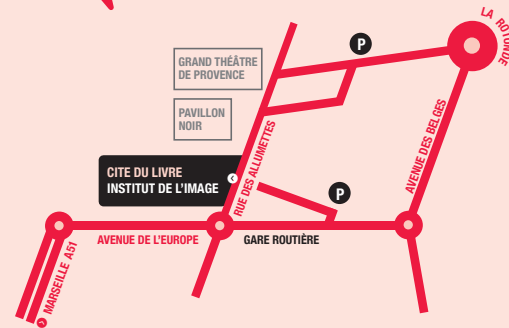 LA ROTONDE
P
GRAND THÉÂTRE
DE PROVENCE
PAVILLON
NOIR
RUE DES ALLUMETTES
AVENUE DES BELGES
CITE DU LIVRE
INSTITUT DE L'IMAGE
P
AVENUE DE L'EUROPE
GARE ROUTIÈRE
MARSEILLE A51